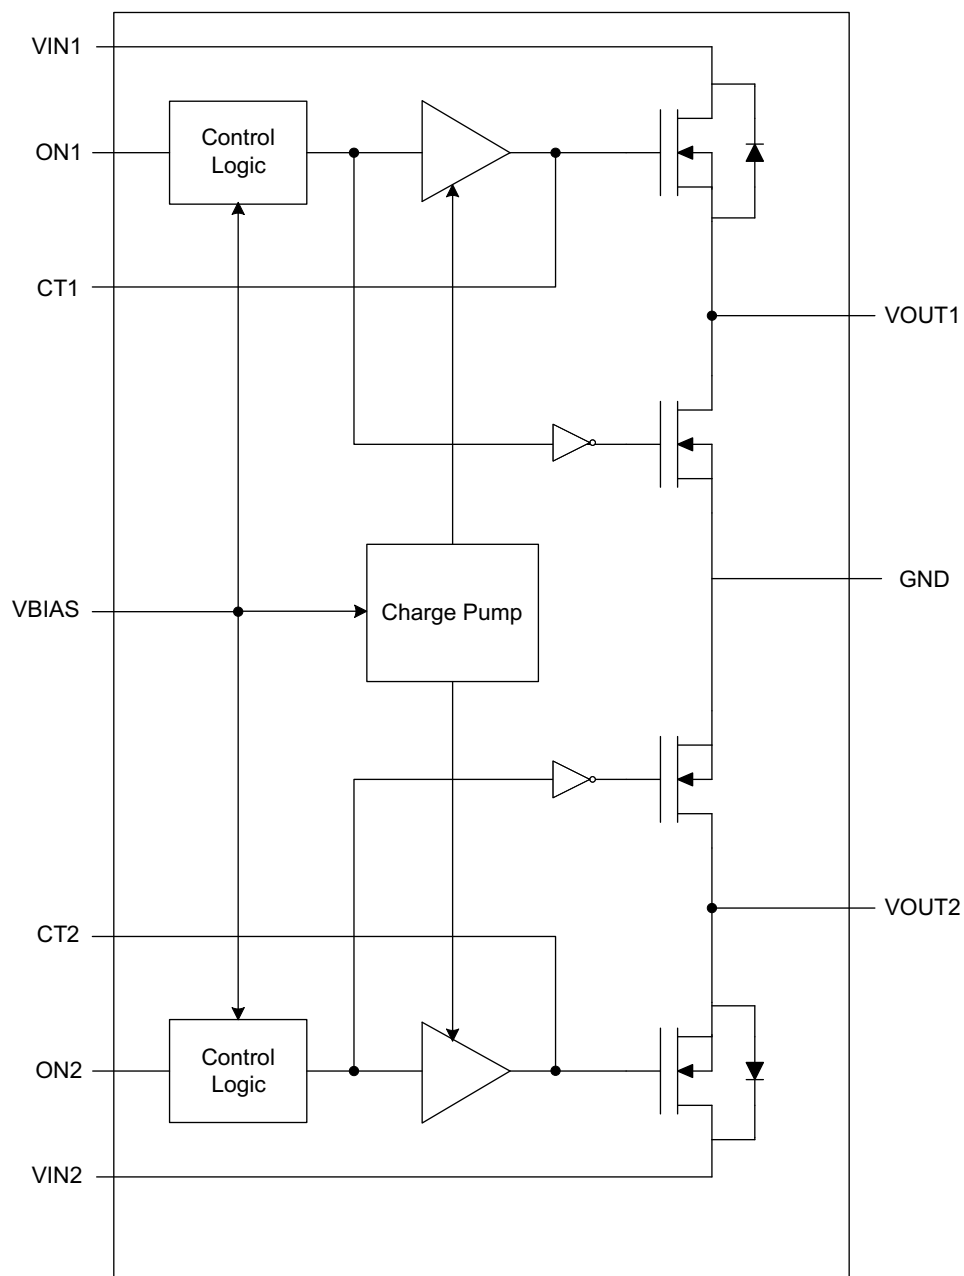 VIN1
ON1
Control
Logic
CT1
VOUT1
GND
VBIAS
Charge Pump
VOUT2
CT2
ON2
Control
Logic
VIN2